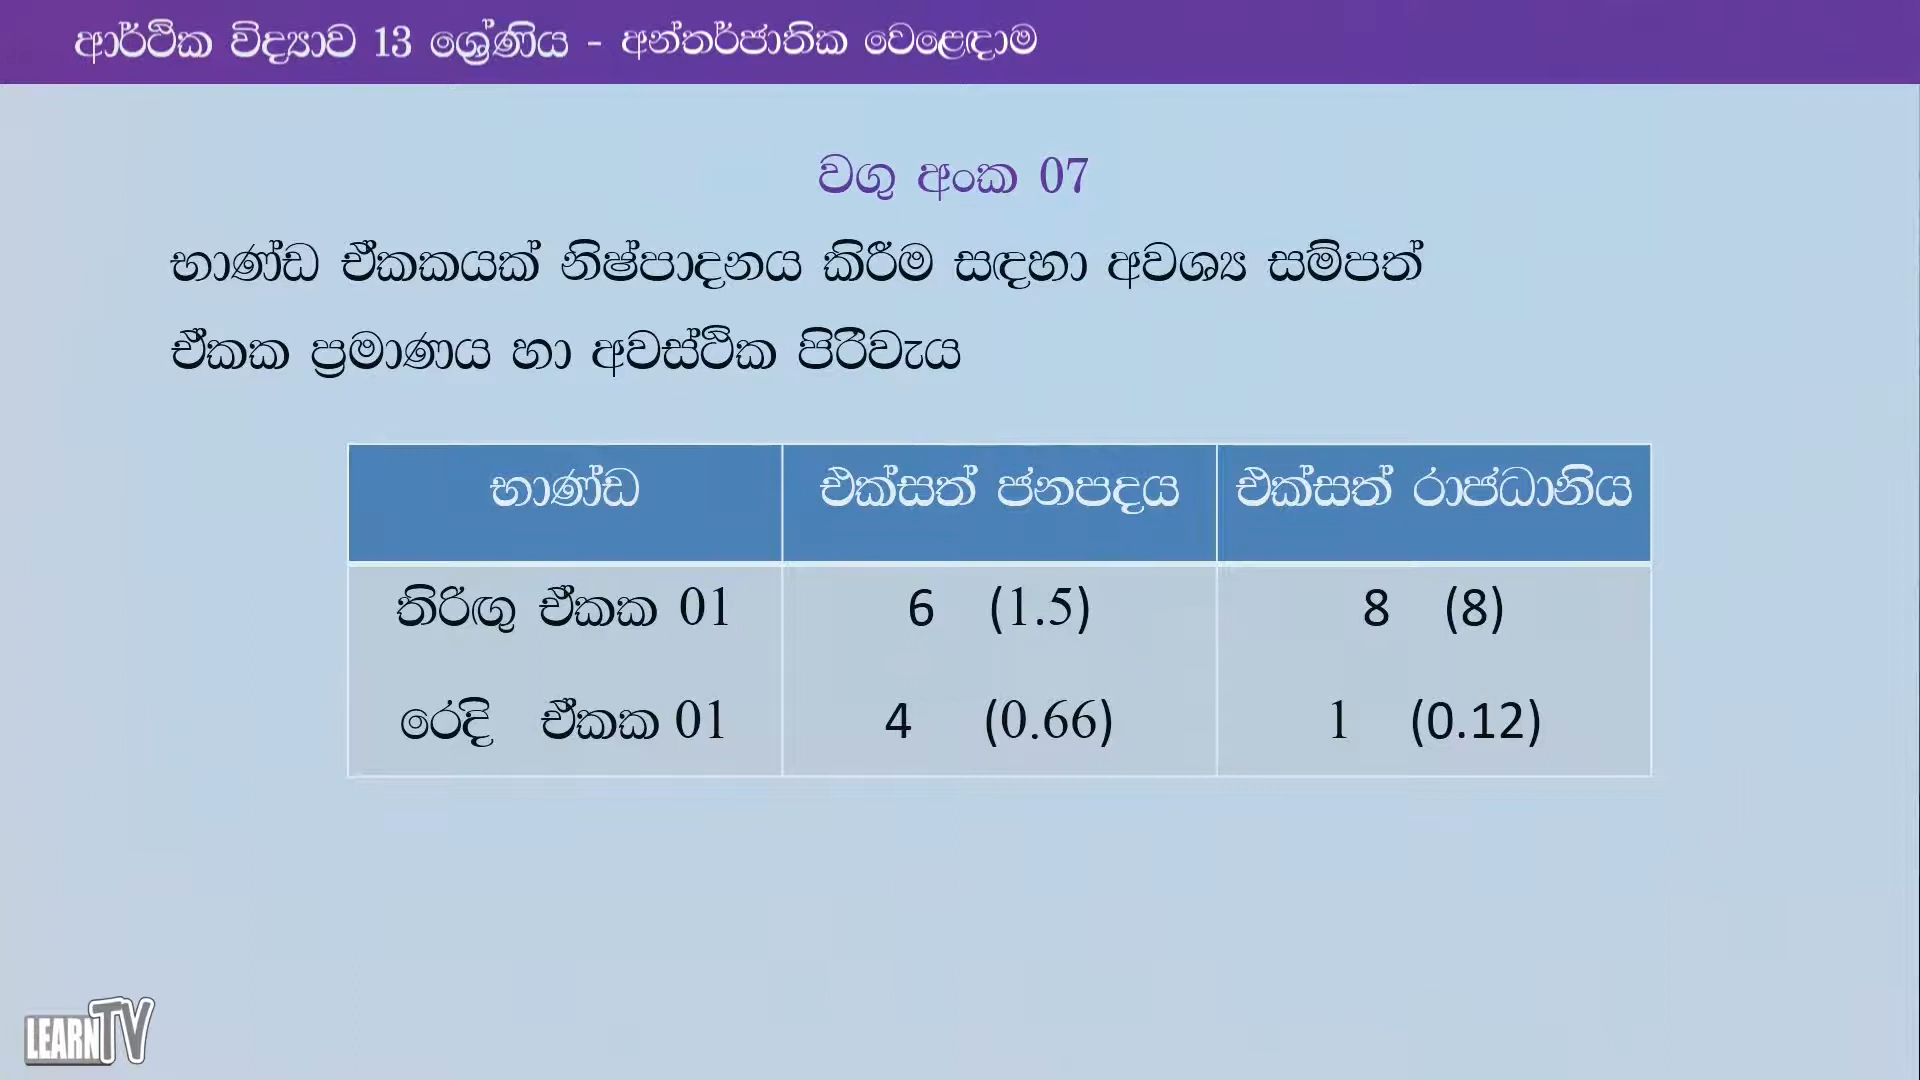 ආර්ථික විද්‍යාව 13 ශ්‍රේණිය - අන්තර්ජාතික වෙළෙඳාම
වගු අංක 07
භාණ්ඩ ඒකකයක් නිෂ්පාදනය කිරීම සඳහා අවශ්‍ය සම්පත්
ඒකක ප්‍රමාණය හා අවස්ථික පිරිවැය
භාණ්ඩ එක්සත් ජනපදය එක්සත් රාජධානිය
තිරිඟු ඒකක 01 6 (1.5) 8 (8)
රෙදි ඒකක 01 4 (0.66) 1 (0.12)
LEARN TV